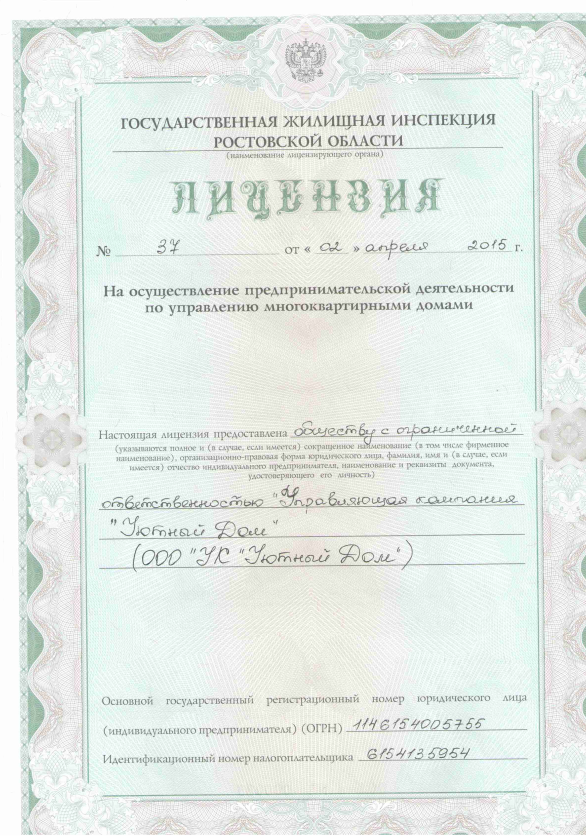 ГОСУДАРСТВЕННАЯ ЖИЛИЩНАЯ ИНСПЕКЦИЯ
РОСТОВСКОЙ ОБЛАСТИ
(наименование лицензирующего органа)
ЛИЦЕНЗИЯ
№ 37 от « 02 » апреля 2015 г.
На осуществление предпринимательской деятельности
по управлению многоквартирными домами
Настоящая лицензия предоставлена обществу с ограниченной
(указываются полное и (в случае, если имеется) сокращенное наименование (в том числе фирменное
наименование), организационно-правовая форма юридического лица, фамилия, имя и (в случае, если
имеется) отчество индивидуального предпринимателя, наименование и реквизиты документа,
удостоверяющего его личность)
ответственностью "Управляющая компания
"Уютный Дом"
(ООО "УК "Уютный Дом")
Основной государственный регистрационный номер юридического лица
(индивидуального предпринимателя) (ОГРН) 1146154005755
Идентификационный номер налогоплательщика 6154135954